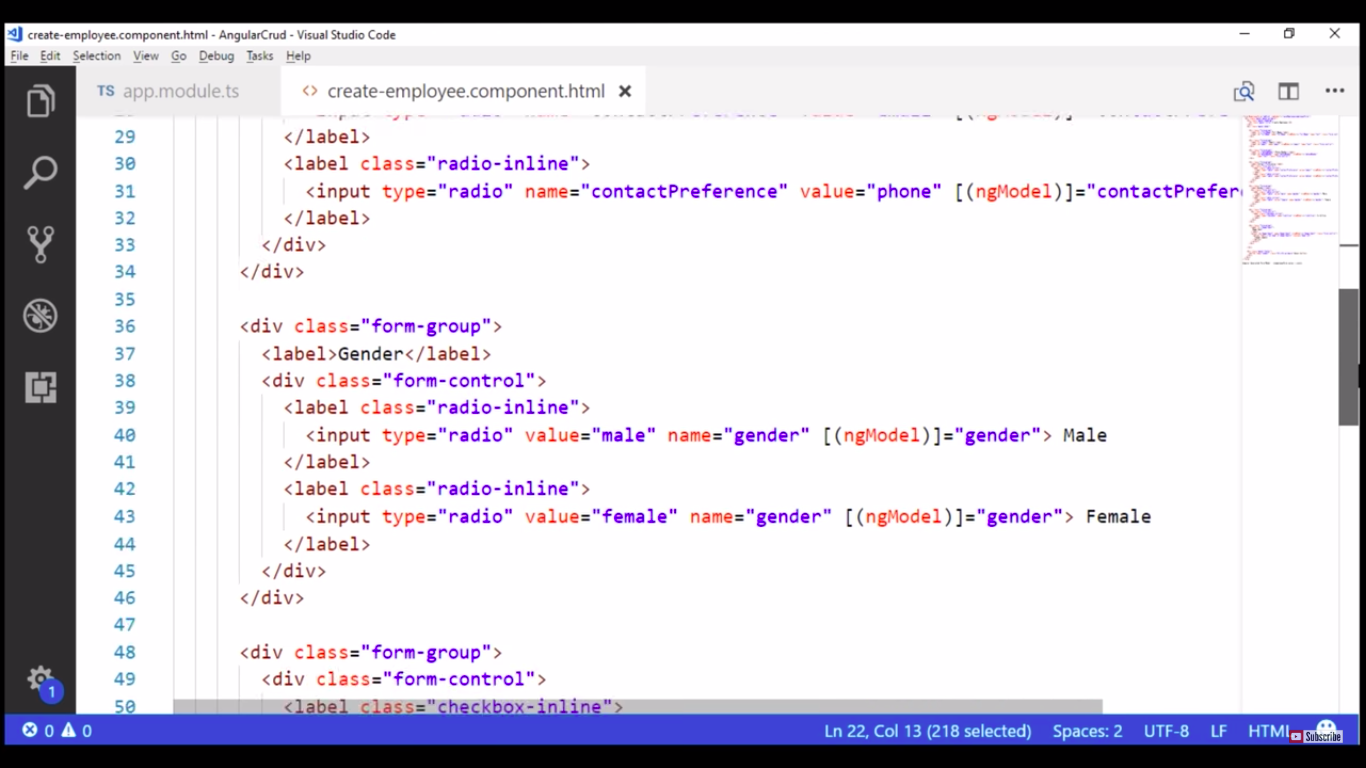 create-employee.component.html - AngularCrud - Visual Studio Code
File Edit Selection View Go Debug Tasks Help
TS app.module.ts <> create-employee.component.html ×
29 </label>
30 <label class="radio-inline">
31 <input type="radio" name="contactPreference" value="phone" [(ngModel)]="contactPrefer
32 </label>
33 </div>
34 </div>
35
36 <div class="form-group">
37 <label>Gender</label>
38 <div class="form-control">
39 <label class="radio-inline">
40 <input type="radio" value="male" name="gender" [(ngModel)]="gender"> Male
41 </label>
42 <label class="radio-inline">
43 <input type="radio" value="female" name="gender" [(ngModel)]="gender"> Female
44 </label>
45 </div>
46 </div>
47
48 <div class="form-group">
49 <div class="form-control">
50 <label class="checkbox-inline">
1
0 0 Ln 22, Col 13 (218 selected) Spaces: 2 UTF-8 LF HTML Subscribe